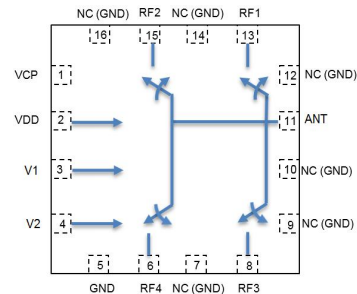 NC (GND) RF2 NC (GND) RF1
16 15 14 13
VCP 1 12 NC (GND)
VDD 2 11 ANT
V1 3 10 NC (GND)
V2 4 9 NC (GND)
5 6 7 8
GND RF4 NC (GND) RF3